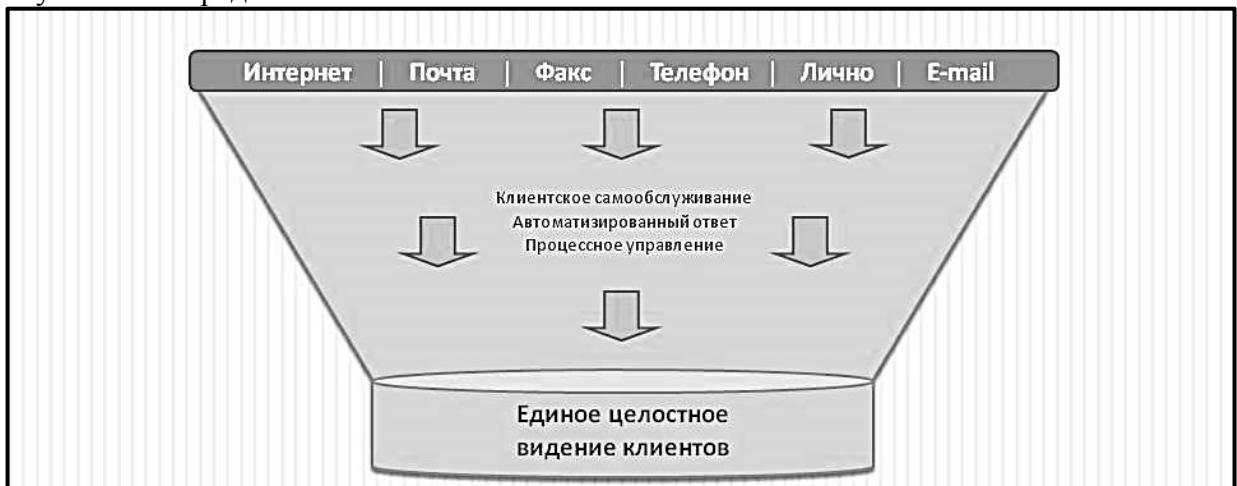 Интернет | Почта | Факс | Телефон | Лично | E-mail
Клиентское самообслуживание
Автоматизированный ответ
Процессное управление
Единое целостное
видение клиентов